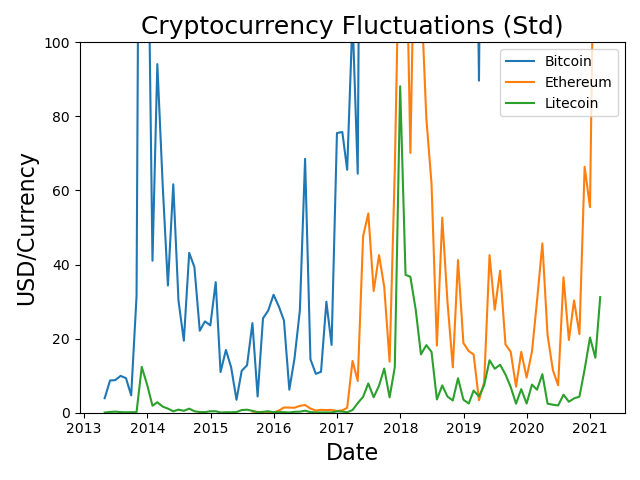 Cryptocurrency Fluctuations (Std)
100
80
60
40
20
0
USD/Currency
Bitcoin
Ethereum
Litecoin
2013 2014 2015 2016 2017 2018 2019 2020 2021
Date